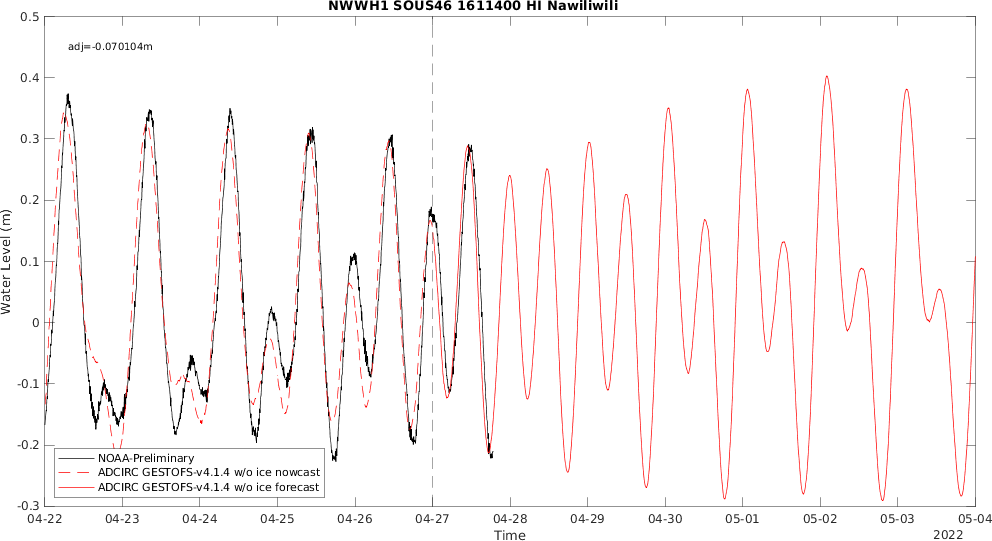 NWWH1 SOUS46 1611400 HI Nawiliwili
adj=-0.070104m
Water Level (m)
0.5
0.4
0.3
0.2
0.1
0
-0.1
-0.2
-0.3
NOAA-Preliminary
ADCIRC GESTOFS-v4.1.4 w/o ice nowcast
ADCIRC GESTOFS-v4.1.4 w/o ice forecast
04-22 04-23 04-24 04-25 04-26 04-27 04-28 04-29 04-30 05-01 05-02 05-03 05-04
Time
2022